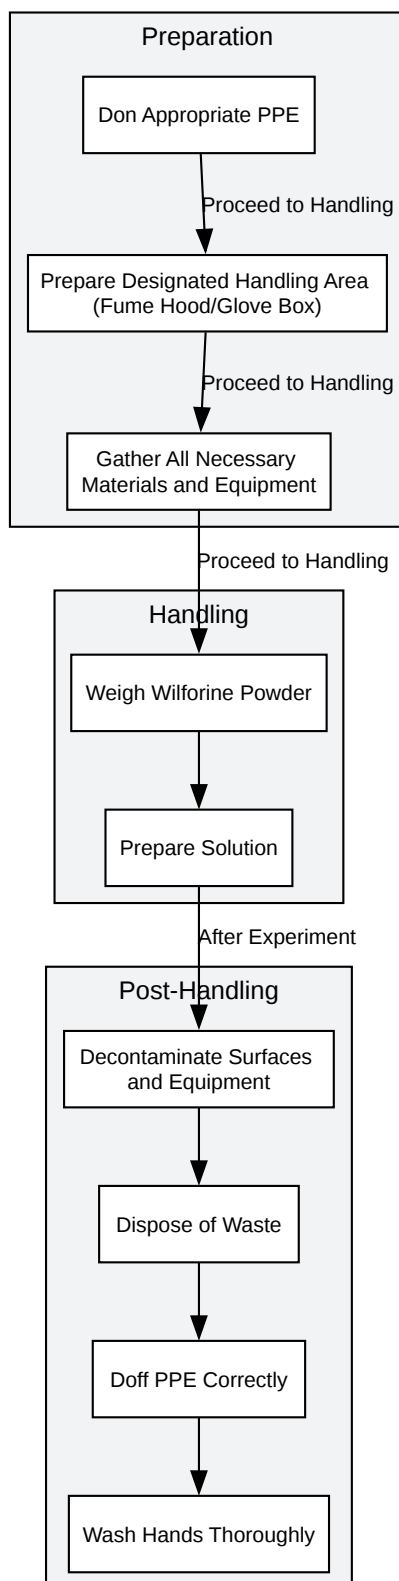 Preparation
Don Appropriate PPE
Proceed to Handling
Prepare Designated Handling Area
(Fume Hood/Glove Box)
Proceed to Handling
Gather All Necessary
Materials and Equipment
Proceed to Handling
Handling
Weigh Wilforine Powder
Prepare Solution
After Experiment
Post-Handling
Decontaminate Surfaces
and Equipment
Dispose of Waste
Doff PPE Correctly
Wash Hands Thoroughly